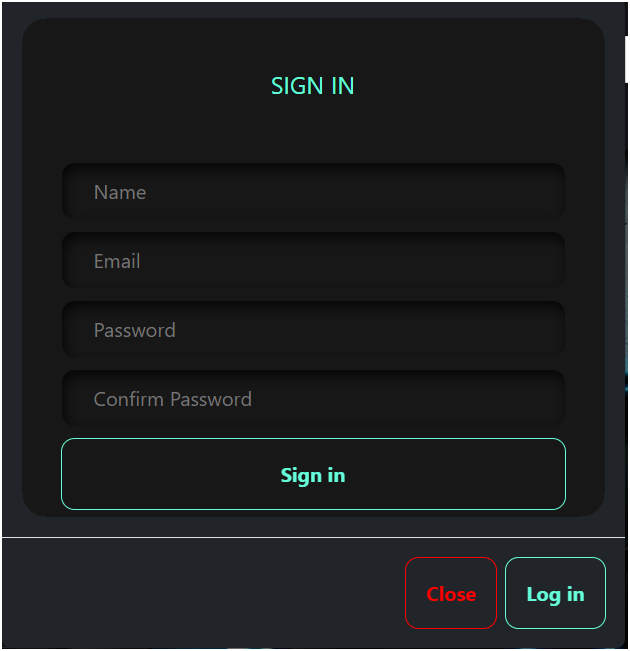 SIGN IN
Name
Email
Password
Confirm Password
Sign in
Close Log in